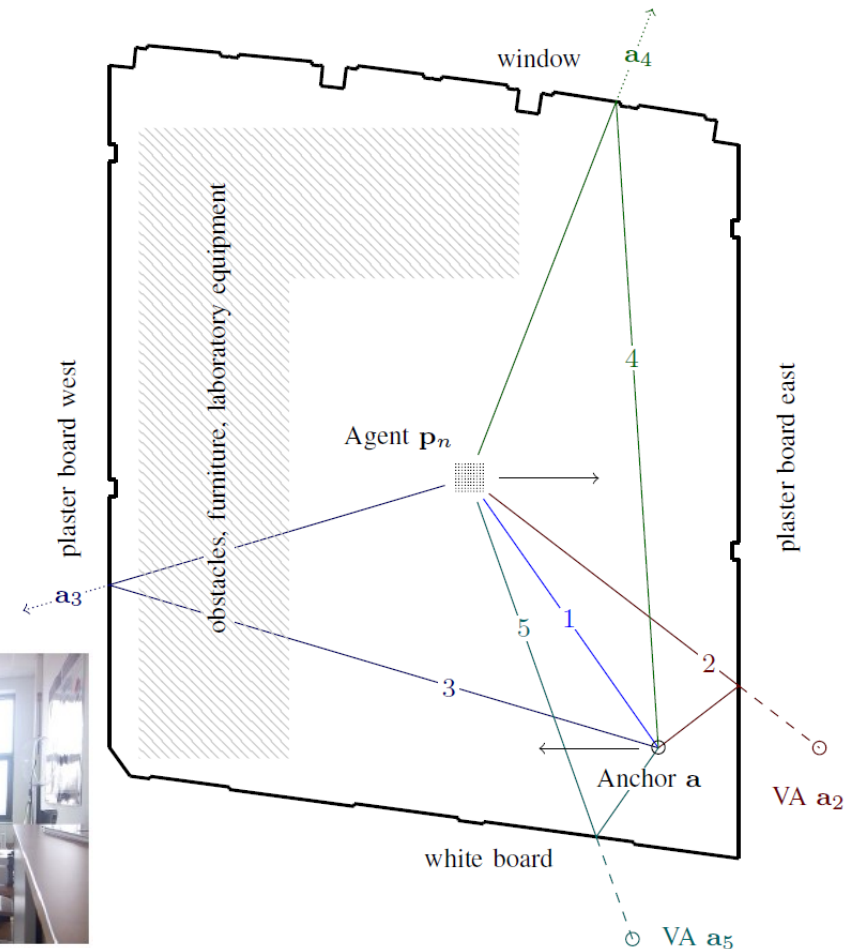 window
a₄
obstacles, furniture, laboratory equipment
plaster board west
plaster board east
4
Agent pₙ
a₃
5
1
2
3
Anchor a
VA a₂
white board
VA a₅